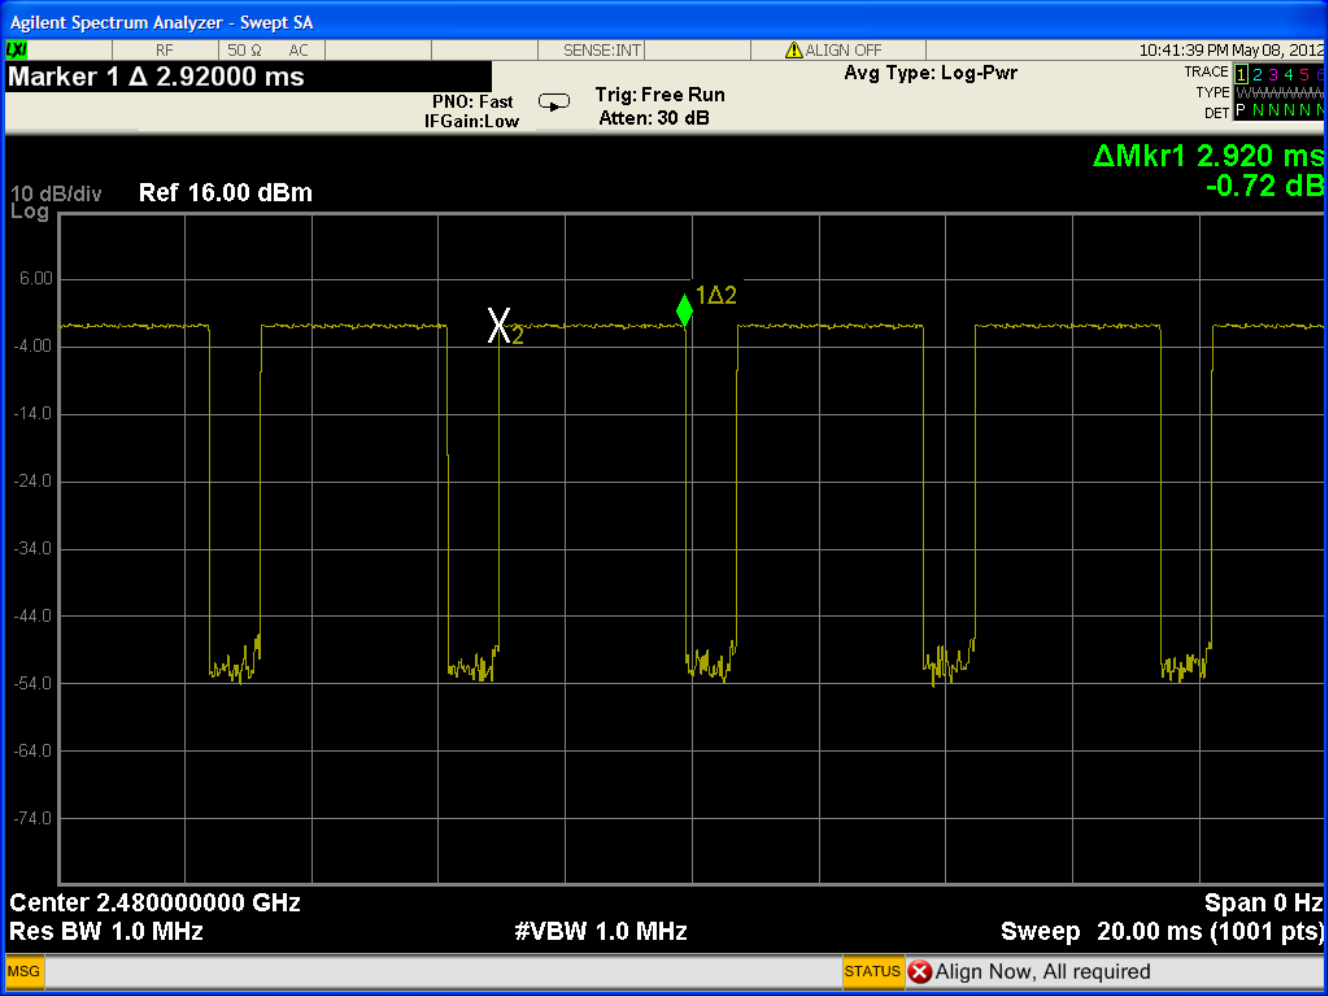 Agilent Spectrum Analyzer - Swept SA
LXI RF 50 Ω AC SENSE:INT ALIGN OFF 10:41:39 PM May 08, 2012
Marker 1 Δ 2.92000 ms
PNO: Fast
IFGain:Low
Trig: Free Run
Atten: 30 dB
Avg Type: Log-Pwr
TRACE 1 2 3 4 5 6
TYPE
DET P N N N N N
ΔMkr1 2.920 ms
-0.72 dB
10 dB/div
Log
Ref 16.00 dBm
6.00
-4.00
-14.0
-24.0
-34.0
-44.0
-54.0
-64.0
-74.0
X2
1Δ2
Center 2.480000000 GHz
Span 0 Hz
Res BW 1.0 MHz
#VBW 1.0 MHz
Sweep 20.00 ms (1001 pts)
MSG
STATUS Align Now, All required